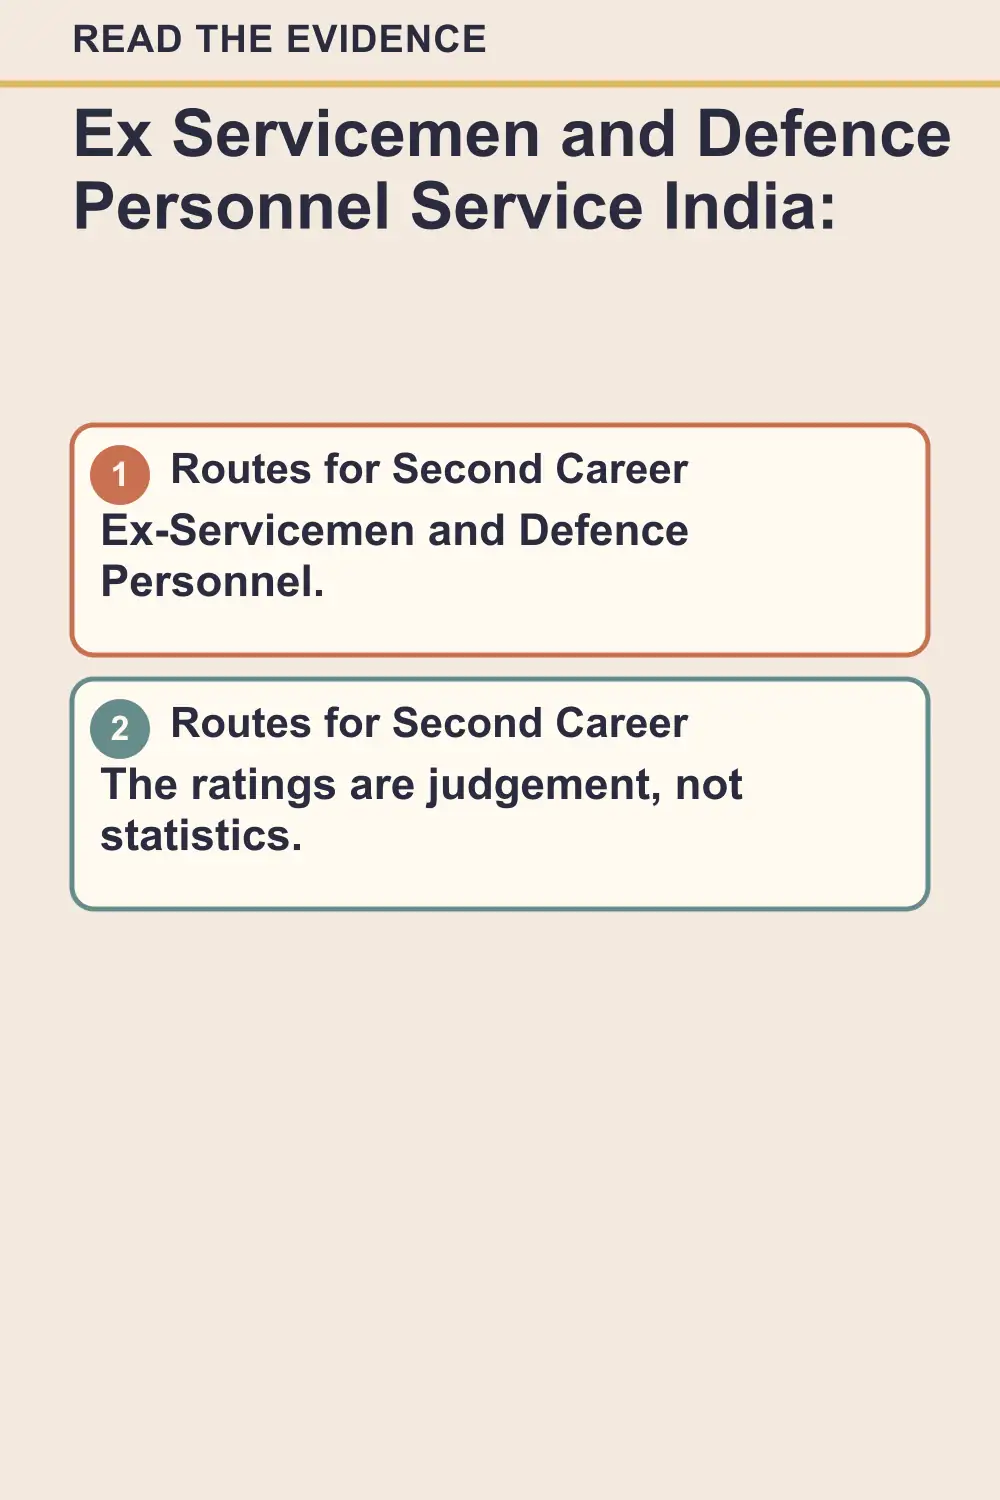 READ THE EVIDENCE
Ex Servicemen and Defence
Personnel Service India:
1 Routes for Second Career
Ex-Servicemen and Defence
Personnel.
2 Routes for Second Career
The ratings are judgement, not
statistics.